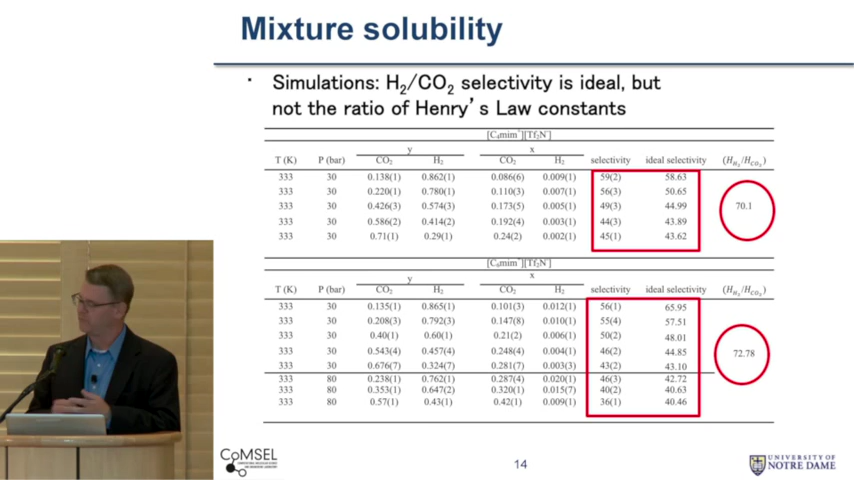 Mixture solubility
· Simulations: H₂/CO₂ selectivity is ideal, but
not the ratio of Henry's Law constants
[C₄mim⁺][Tf₂N⁻]
y x
T (K) P (bar) CO₂ H₂ CO₂ H₂ selectivity ideal selectivity (H_H₂/H_CO₂)
333 30 0.138(1) 0.862(1) 0.086(6) 0.009(1) 59(2) 58.63
333 30 0.220(1) 0.780(1) 0.110(3) 0.007(1) 56(3) 50.65
333 30 0.426(3) 0.574(3) 0.173(5) 0.005(1) 49(3) 44.99 70.1
333 30 0.586(2) 0.414(2) 0.192(4) 0.003(1) 44(3) 43.89
333 30 0.71(1) 0.29(1) 0.24(2) 0.002(1) 45(1) 43.62
[C₆mim⁺][Tf₂N⁻]
y x
T (K) P (bar) CO₂ H₂ CO₂ H₂ selectivity ideal selectivity (H_H₂/H_CO₂)
333 30 0.135(1) 0.865(1) 0.101(3) 0.012(1) 56(1) 65.95
333 30 0.208(3) 0.792(3) 0.147(8) 0.010(1) 55(4) 57.51
333 30 0.40(1) 0.60(1) 0.21(2) 0.006(1) 50(2) 48.01
333 30 0.543(4) 0.457(4) 0.248(4) 0.004(1) 46(2) 44.85 72.78
333 30 0.676(7) 0.324(7) 0.281(7) 0.003(3) 43(2) 43.10
333 80 0.238(1) 0.762(1) 0.287(4) 0.020(1) 46(3) 42.72
333 80 0.353(1) 0.647(2) 0.320(1) 0.015(7) 40(2) 40.63
333 80 0.57(1) 0.43(1) 0.42(1) 0.009(1) 36(1) 40.46
CoMSEL
14
UNIVERSITY OF
NOTRE DAME